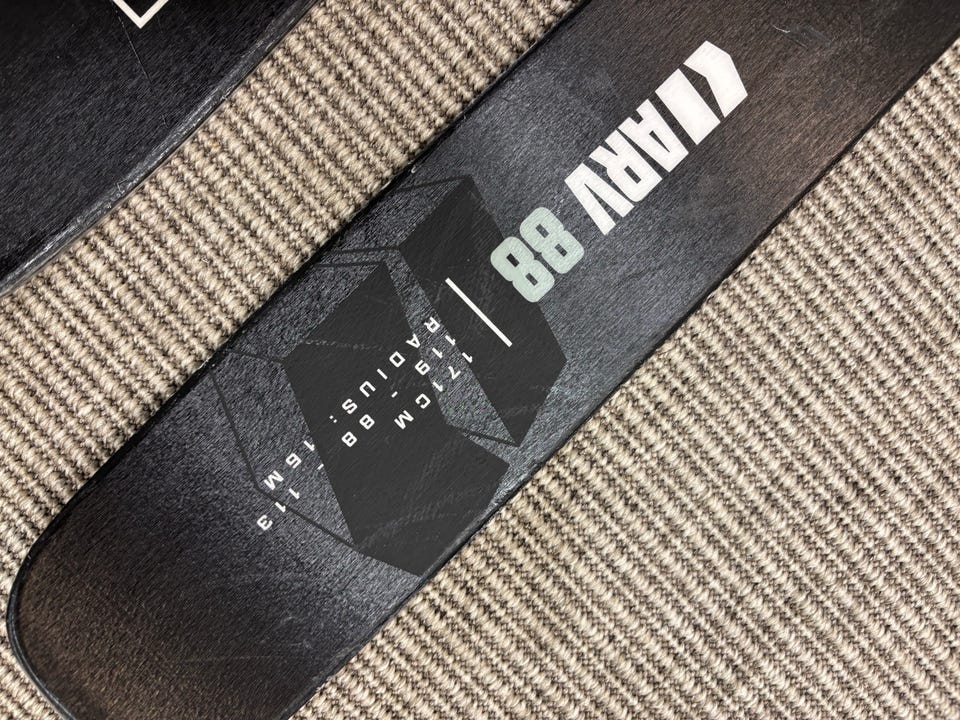 ARV 88
171CM
119 - 88 - 113
RADIUS: 16M